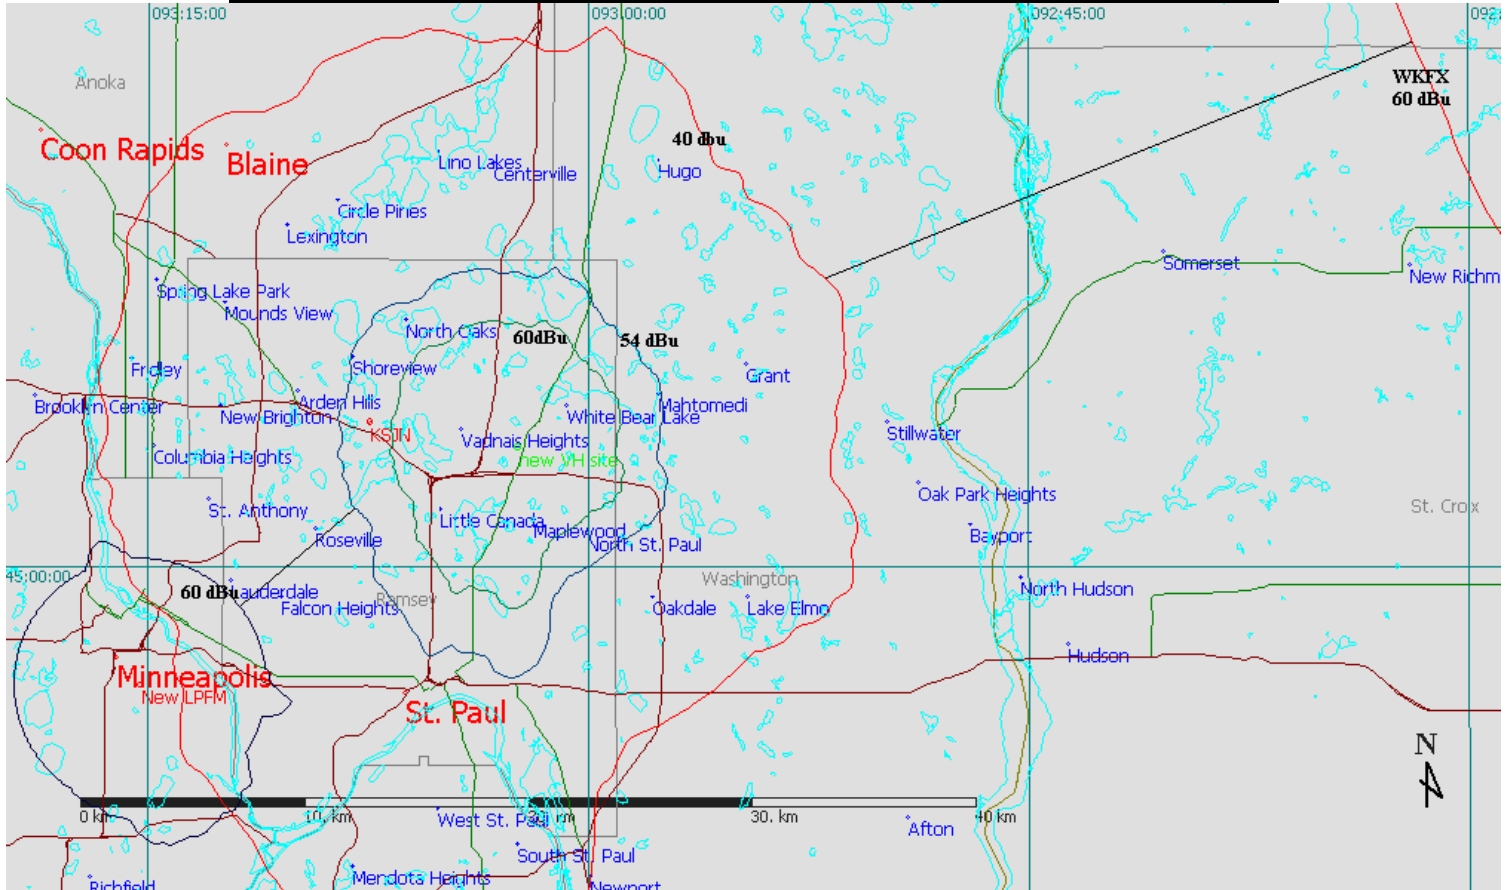 093:15:00
093:00:00
092:45:00
092:
Anoka
WKFX
60 dBu
Coon Rapids
Blaine
40 dbu
Lino Lakes
Centerville
Hugo
Circle Pines
Lexington
Somerset
New Richm
Spring Lake Park
Mounds View
North Oaks
60dBu
54 dBu
Fridley
Shoreview
Grant
Brooklyn Center
New Brighton
Arden Hills
White Bear Lake
Mahtomedi
KSJN
Vadnais Heights
Stillwater
Columbia Heights
new VH site
Oak Park Heights
St. Anthony
Little Canada
Maplewood
St. Croix
Roseville
North St. Paul
Bayport
45:00:00
Washington
60 dBu
Lauderdale
Falcon Heights
Ramsey
Oakdale
Lake Elmo
North Hudson
Hudson
Minneapolis
New LPFM
St. Paul
N
0 km
10. km
20. km
30. km
40 km
West St. Paul
Afton
South St. Paul
Richfield
Mendota Heights
Newport